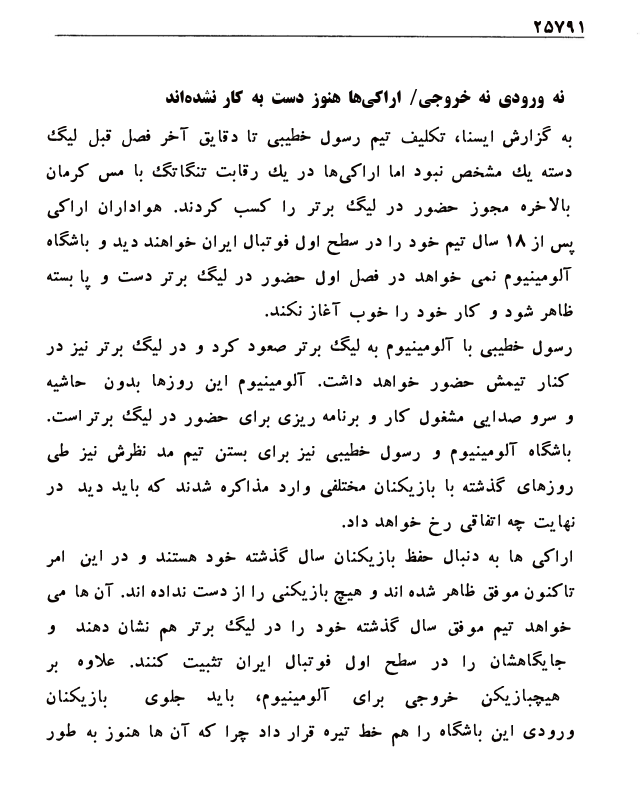 ۲۵۷۹۱
نه ورودی نه خروجی/ اراکی‌ها هنوز دست به کار نشده‌اند
به گزارش ایسنا، تکلیف تیم رسول خطیبی تا دقایق آخر فصل قبل لیگ
دسته یك مشخص نبود اما اراکی‌ها در یك رقابت تنگاتگ با مس کرمان
بالاخره مجوز حضور در لیگ برتر را کسب کردند. هواداران اراکی
پس از ۱۸ سال تیم خود را در سطح اول فوتبال ایران خواهند دید و باشگاه
آلومینیوم نمی خواهد در فصل اول حضور در لیگ برتر دست و پا بسته
ظاهر شود و کار خود را خوب آغاز نکند.
رسول خطیبی با آلومینیوم به لیگ برتر صعود کرد و در لیگ برتر نیز در
کنار تیمش حضور خواهد داشت. آلومینیوم این روزها بدون حاشیه
و سرو صدایی مشغول کار و برنامه ریزی برای حضور در لیگ برتر است.
باشگاه آلومینیوم و رسول خطیبی نیز برای بستن تیم مد نظرش نیز طی
روزهای گذشته با بازیکنان مختلفی وارد مذاکره شدند که باید دید در
نهایت چه اتفاقی رخ خواهد داد.
اراکی ها به دنبال حفظ بازیکنان سال گذشته خود هستند و در این امر
تاکنون موفق ظاهر شده اند و هیچ بازیکنی را از دست نداده اند. آن ها می
خواهد تیم موفق سال گذشته خود را در لیگ برتر هم نشان دهند و
جایگاهشان را در سطح اول فوتبال ایران تثبیت کنند. علاوه بر
هیچبازیکن خروجی برای آلومینیوم، باید جلوی بازیکنان
ورودی این باشگاه را هم خط تیره قرار داد چرا که آن ها هنوز به طور